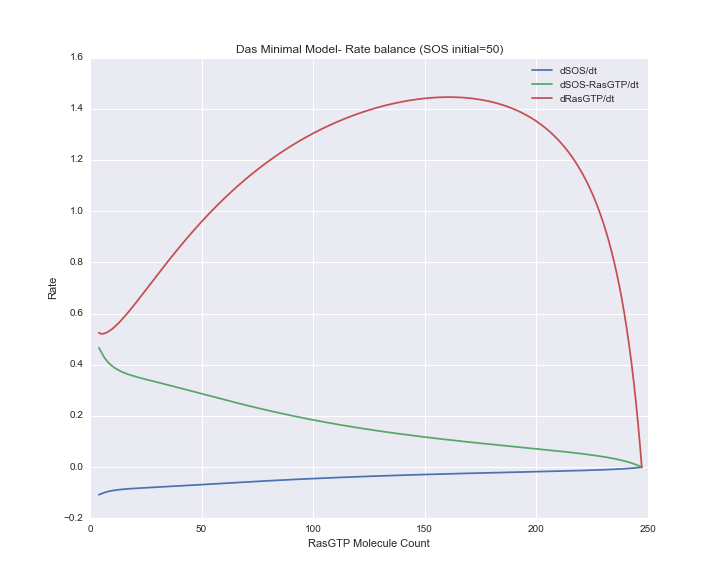 Das Minimal Model- Rate balance (SOS initial=50)
1.6
1.4
1.2
1.0
0.8
0.6
0.4
0.2
0.0
−0.2
Rate
dSOS/dt
dSOS-RasGTP/dt
dRasGTP/dt
0 50 100 150 200 250
RasGTP Molecule Count